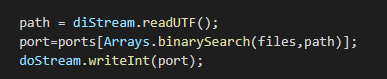 path = diStream.readUTF();
port=ports[Arrays.binarySearch(files,path)];
doStream.writeInt(port);